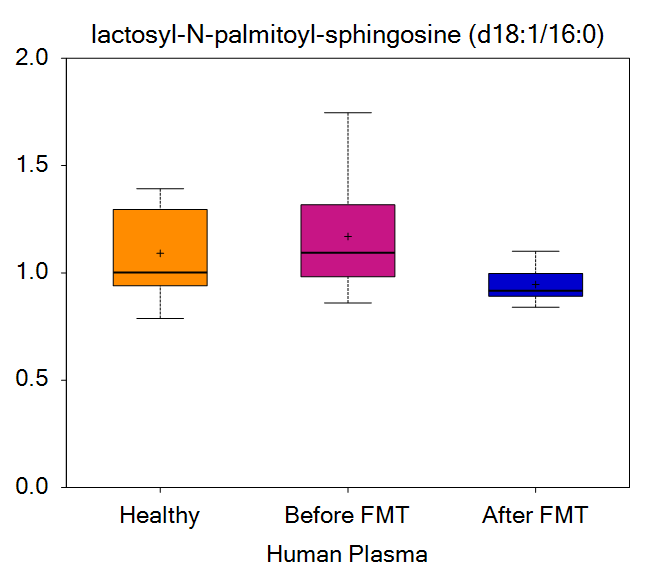 lactosyl-N-palmitoyl-sphingosine (d18:1/16:0)
2.0
1.5
1.0
0.5
0.0
Healthy
Before FMT
After FMT
Human Plasma